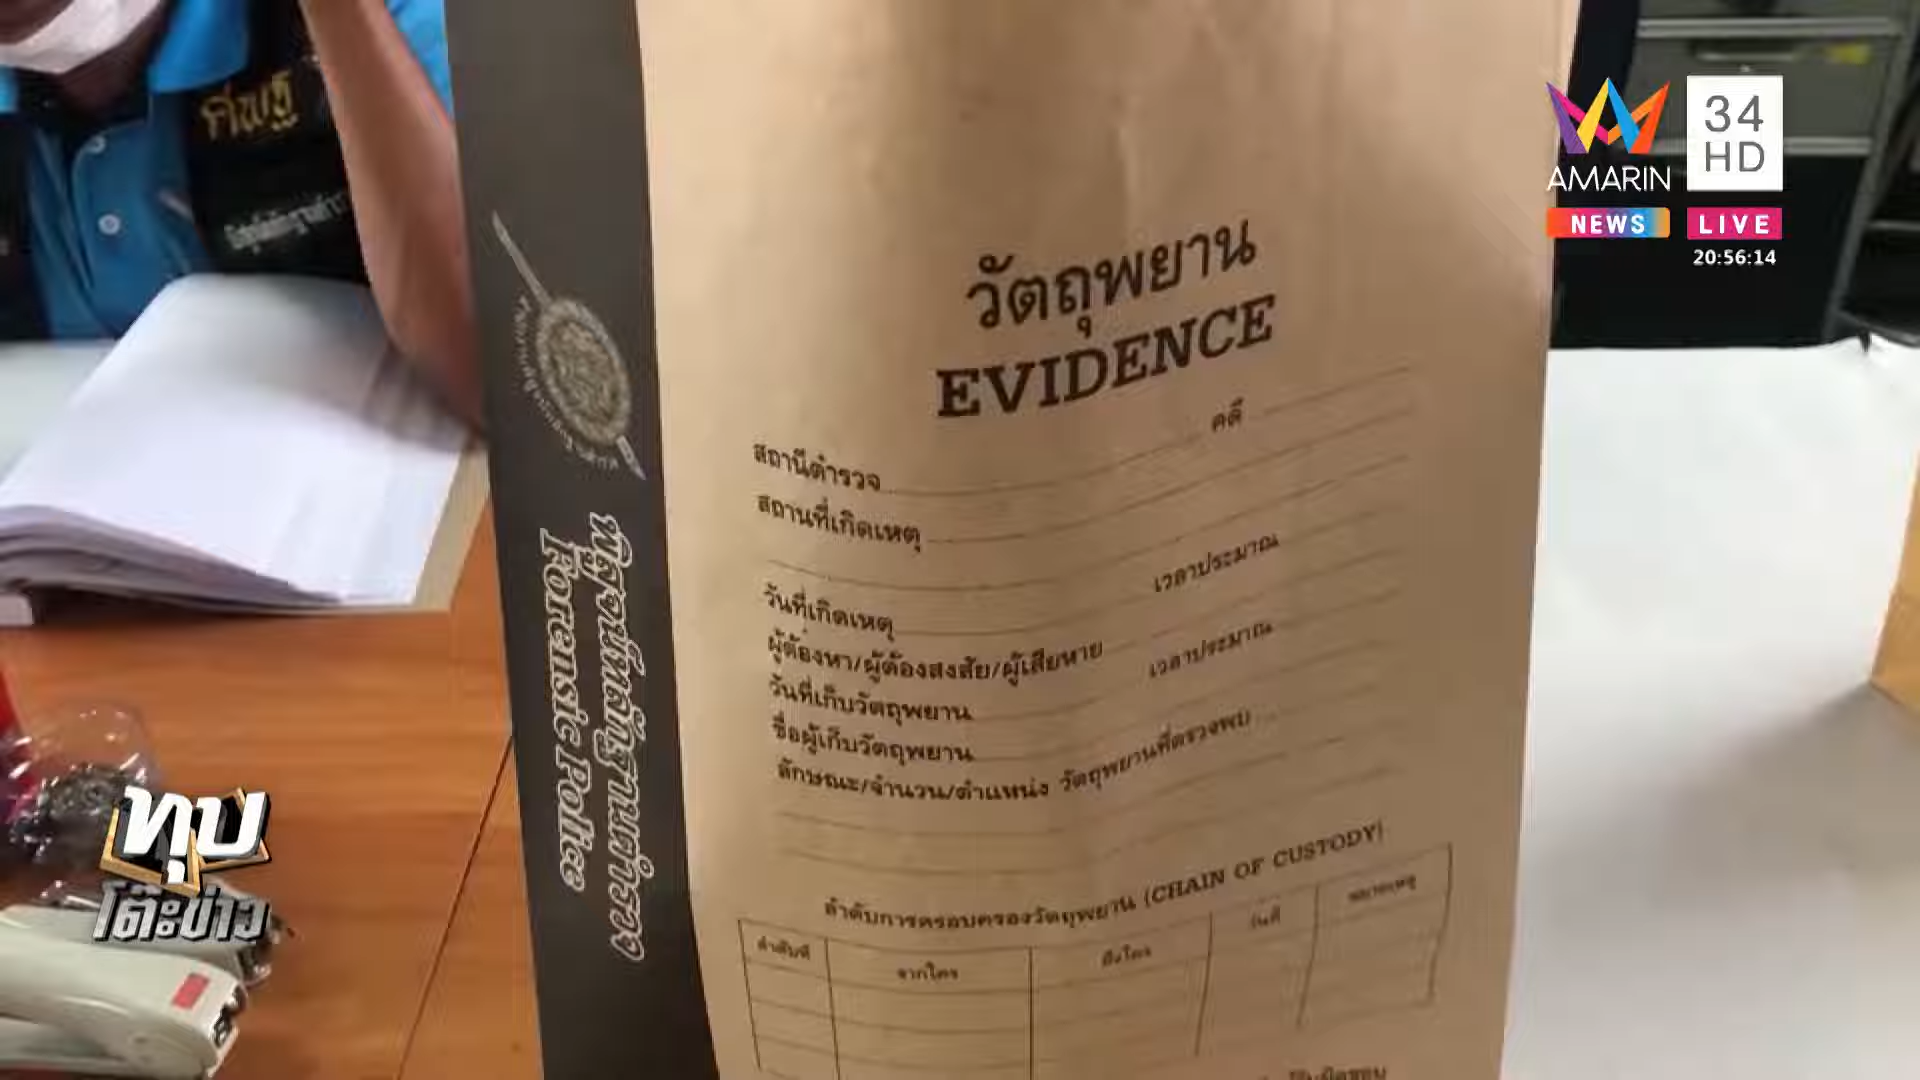 ศพฐ
AMARIN
34
HD
NEWS
LIVE
20:56:14
วัตถุพยาน
EVIDENCE
สถานีตำรวจ คดี
สถานที่เกิดเหตุ
วันที่เกิดเหตุ เวลาประมาณ
ผู้ต้องหา/ผู้ต้องสงสัย/ผู้เสียหาย
วันที่เก็บวัตถุพยาน เวลาประมาณ
ชื่อผู้เก็บวัตถุพยาน
ลักษณะ/จำนวน/ตำแหน่ง วัตถุพยานที่ตรวจพบ
ลำดับการครอบครองวัตถุพยาน (CHAIN OF CUSTODY)
ลำดับที่ จากใคร ถึงใคร วันที่ หมายเหตุ
พิสูจน์หลักฐานตำรวจ
Forensic Police
ทุบ
โต๊ะข่าว